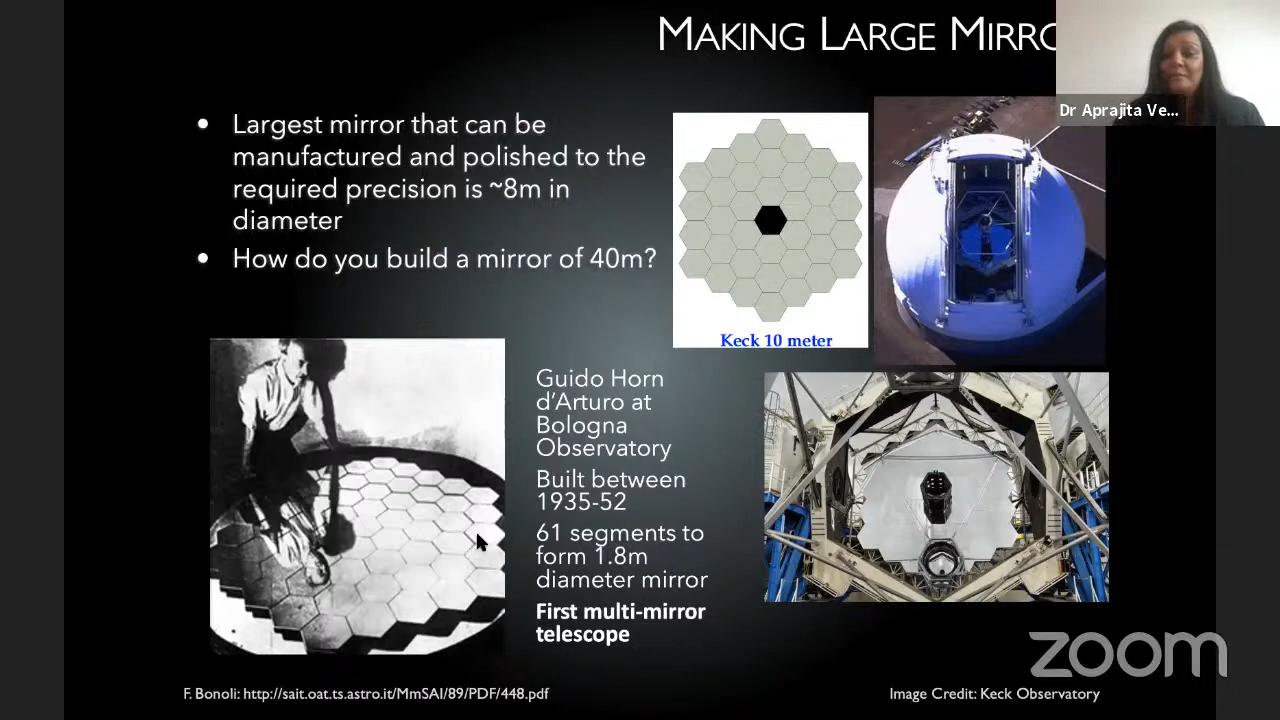 MAKING LARGE MIRRO
Dr Aprajita Ve...
• Largest mirror that can be
manufactured and polished to the
required precision is ~8m in
diameter
• How do you build a mirror of 40m?
Keck 10 meter
Guido Horn
d'Arturo at
Bologna
Observatory
Built between
1935-52
61 segments to
form 1.8m
diameter mirror
First multi-mirror
telescope
zoom
F. Bonoli: http://sait.oat.ts.astro.it/MmSAI/89/PDF/448.pdf
Image Credit: Keck Observatory